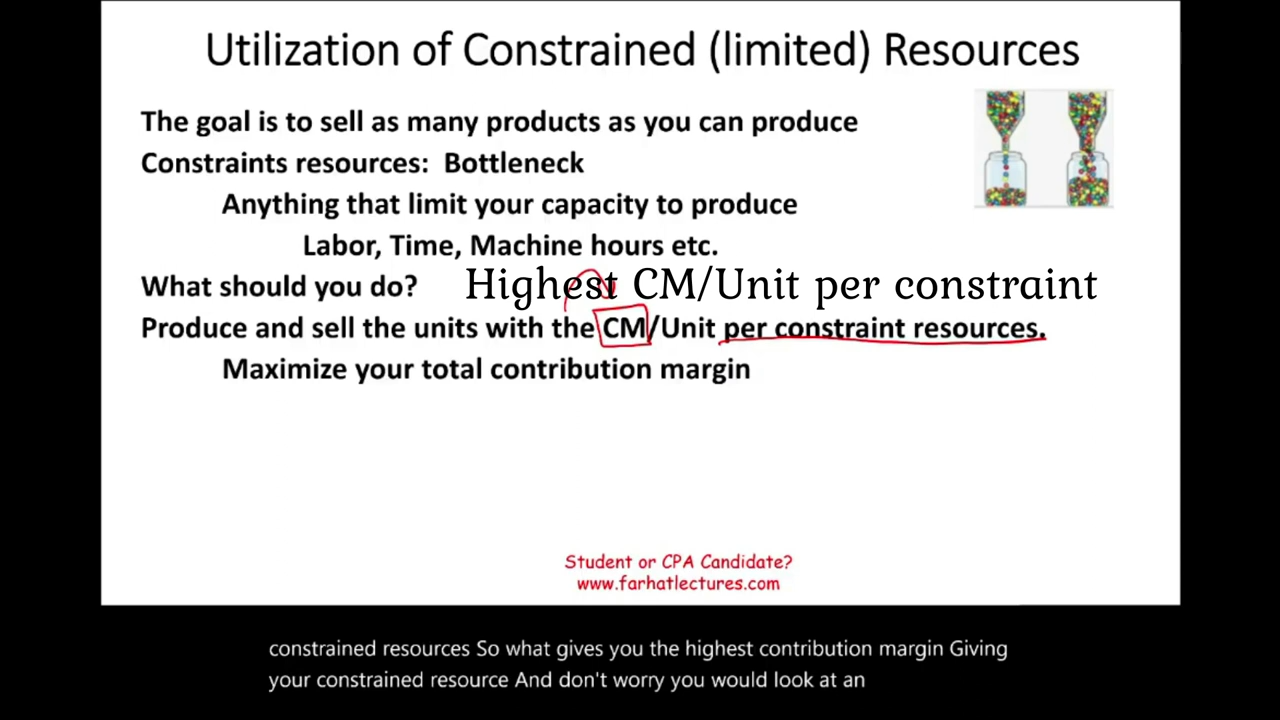 Utilization of Constrained (limited) Resources
The goal is to sell as many products as you can produce
Constraints resources: Bottleneck
Anything that limit your capacity to produce
Labor, Time, Machine hours etc.
What should you do? Highest CM/Unit per constraint
Produce and sell the units with the CM/Unit per constraint resources.
Maximize your total contribution margin
Student or CPA Candidate?
www.farhatlectures.com
constrained resources So what gives you the highest contribution margin Giving
your constrained resource And don't worry you would look at an